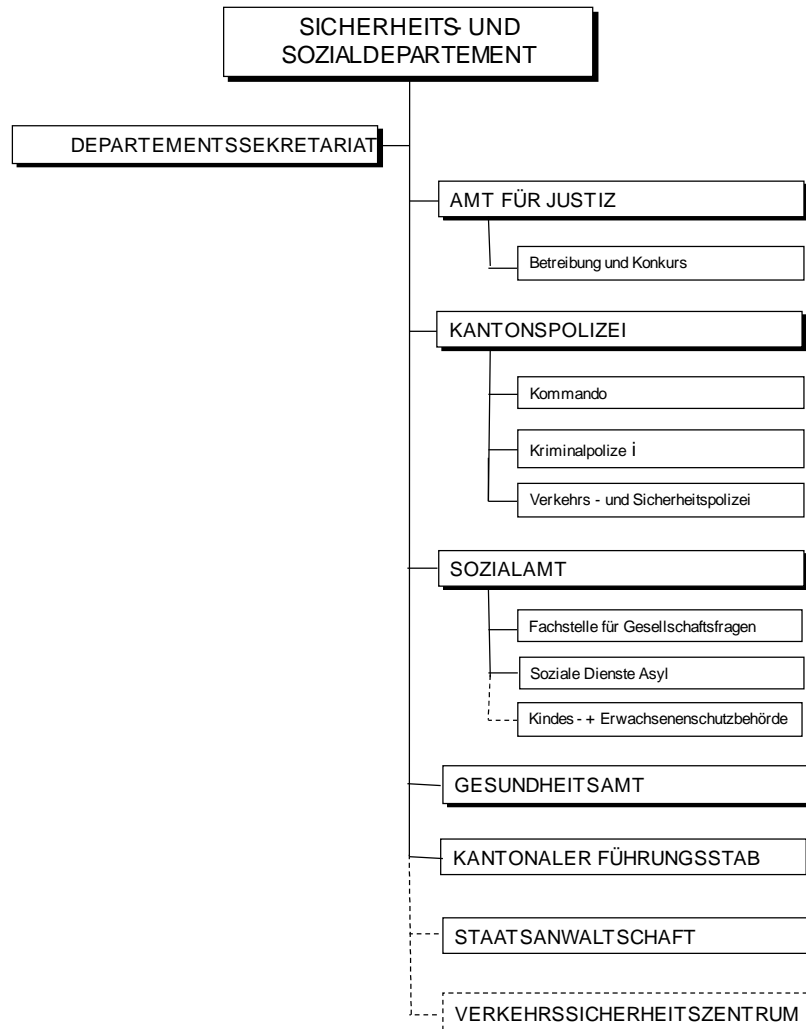 SICHERHEITS- UND
SOZIALDEPARTEMENT
DEPARTEMENTSSEKRETARIAT
AMT FÜR JUSTIZ
Betreibung und Konkurs
KANTONSPOLIZEI
Kommando
Kriminalpolize i
Verkehrs - und Sicherheitspolizei
SOZIALAMT
Fachstelle für Gesellschaftsfragen
Soziale Dienste Asyl
Kindes - + Erwachsenenschutzbehörde
GESUNDHEITSAMT
KANTONALER FÜHRUNGSSTAB
STAATSANWALTSCHAFT
VERKEHRSSICHERHEITSZENTRUM